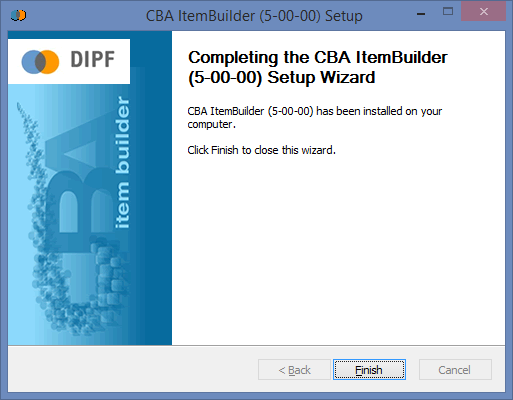 CBA ItemBuilder (5-00-00) Setup
DIPF
CBA
item builder
Completing the CBA ItemBuilder
(5-00-00) Setup Wizard
CBA ItemBuilder (5-00-00) has been installed on your
computer.
Click Finish to close this wizard.
< Back
Finish
Cancel